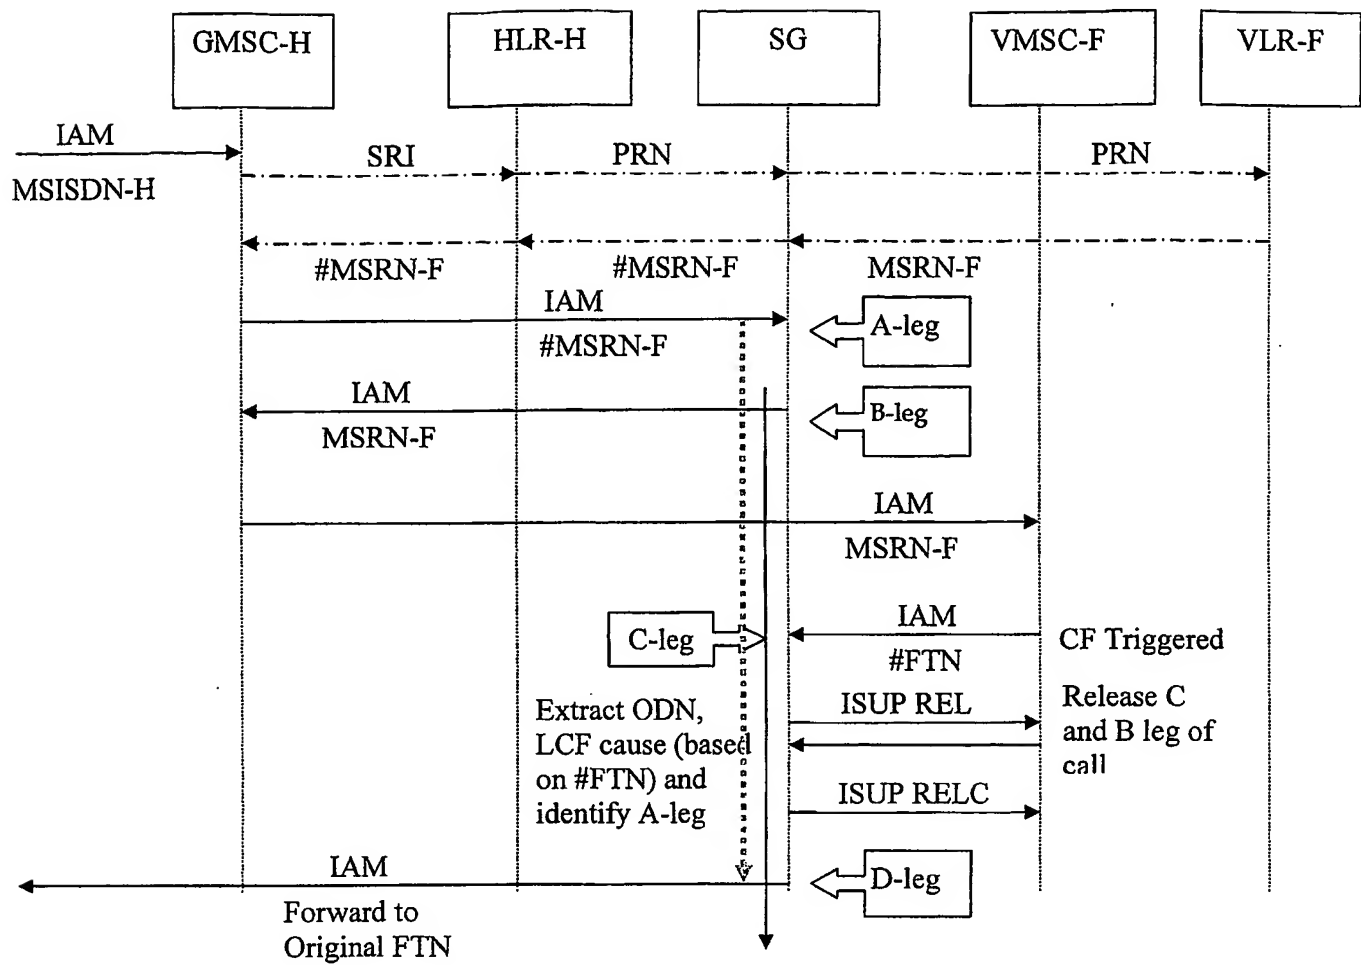 GMSC-H
HLR-H
SG
VMSC-F
VLR-F
IAM
SRI
PRN
PRN
MSISDN-H
#MSRN-F
#MSRN-F
MSRN-F
IAM
A-leg
#MSRN-F
IAM
B-leg
MSRN-F
IAM
MSRN-F
IAM
C-leg
CF Triggered
#FTN
Extract ODN,
LCF cause (based
on #FTN) and
identify A-leg
ISUP REL
Release C
and B leg of
call
ISUP RELC
IAM
D-leg
Forward to
Original FTN